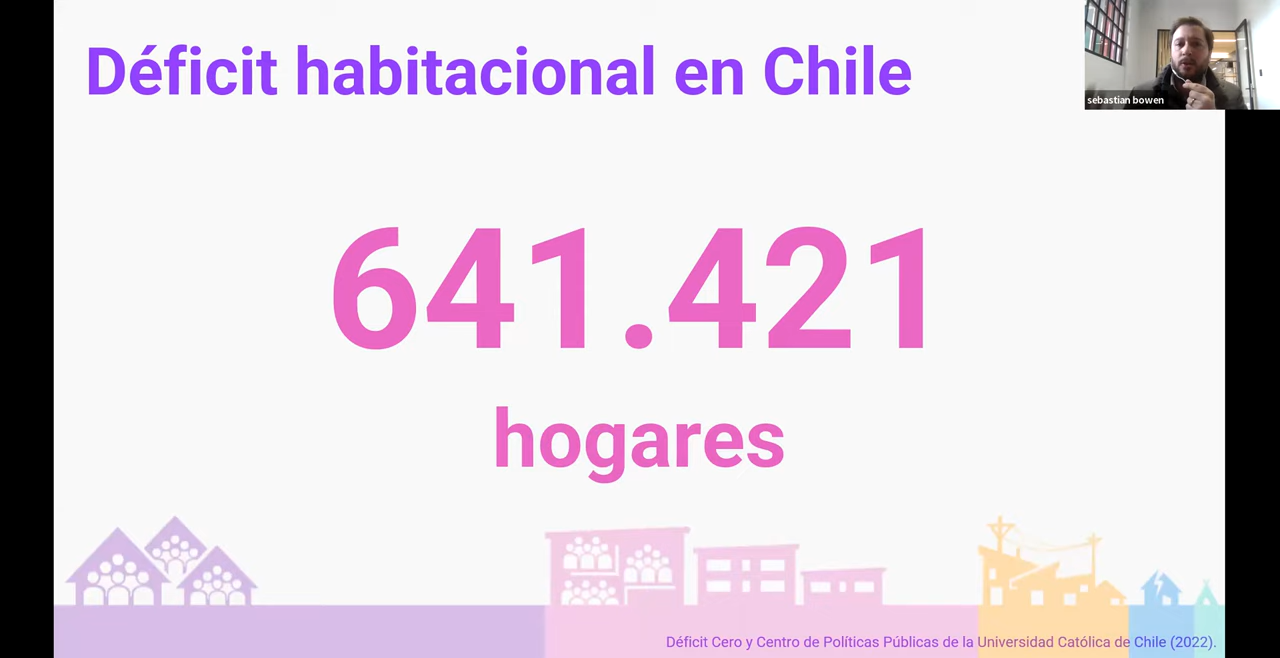 Déficit habitacional en Chile
sebastian bowen
641.421
hogares
Déficit Cero y Centro de Políticas Públicas de la Universidad Católica de Chile (2022).